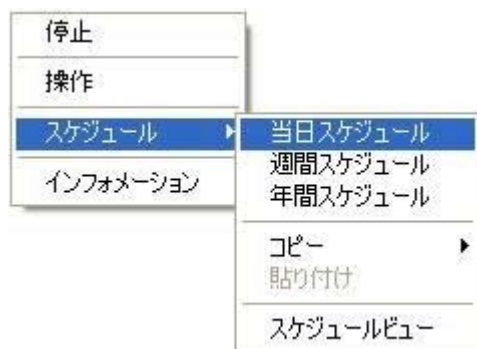 停止
操作
スケジュール
インフォメーション
当日スケジュール
週間スケジュール
年間スケジュール
コピー
貼り付け
スケジュールビュー